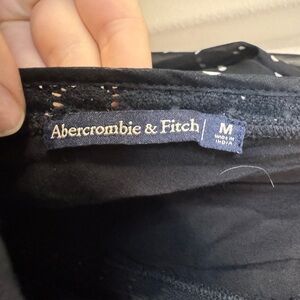 Abercrombie & Fitch
M
MADE IN
INDIA